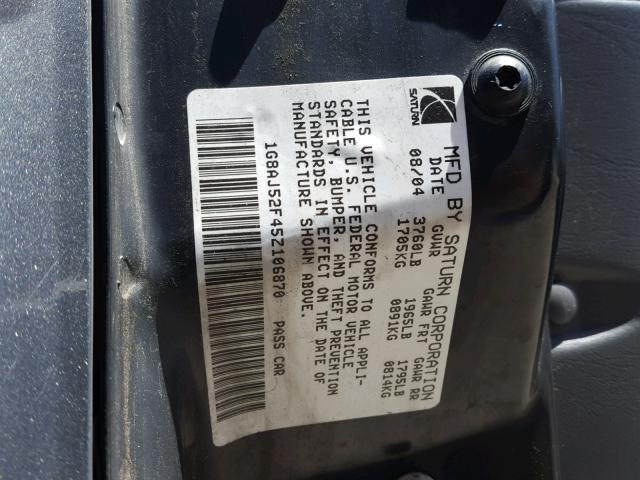 SATURN
MFD BY SATURN CORPORATION
DATE GVWR GAWR FRT GAWR RR
08/04 3760LB 1965LB 1795LB
1705KG 0891KG 0814KG
THIS VEHICLE CONFORMS TO ALL APPLI-
CABLE U.S. FEDERAL MOTOR VEHICLE
SAFETY, BUMPER, AND THEFT PREVENTION
STANDARDS IN EFFECT ON THE DATE OF
MANUFACTURE SHOWN ABOVE.
1G8AJ52F45Z106870 PASS CAR